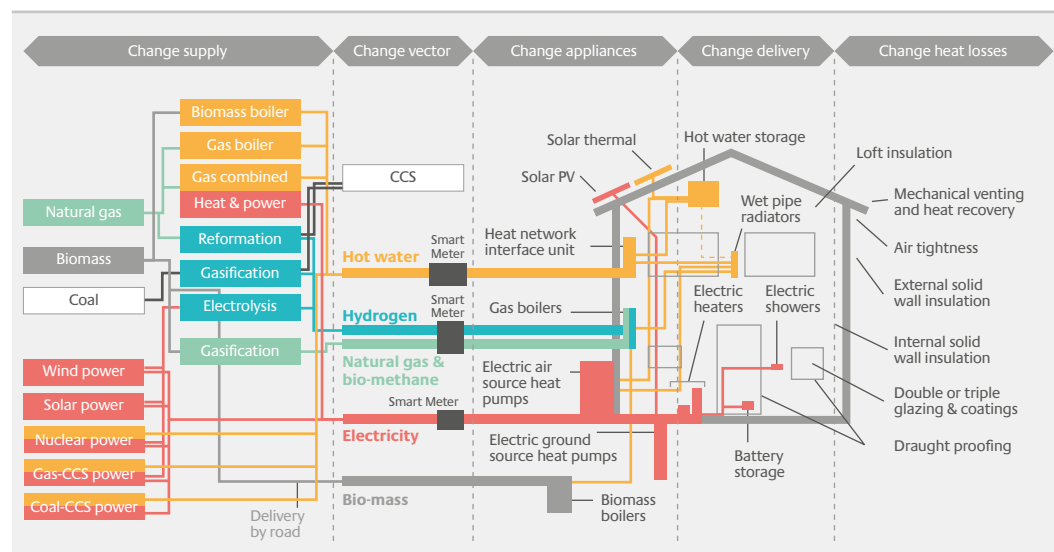 Change supply
Change vector
Change appliances
Change delivery
Change heat losses
Biomass boiler
Gas boiler
Gas combined
Heat & power
Natural gas
Reformation
Biomass
Gasification
Coal
Electrolysis
Gasification
Wind power
Solar power
Nuclear power
Gas-CCS power
Coal-CCS power
Delivery
by road
CCS
Smart
Meter
Hot water
Smart
Meter
Hydrogen
Natural gas &
bio-methane
Smart Meter
Electricity
Bio-mass
Solar thermal
Solar PV
Heat network
interface unit
Gas boilers
Electric air
source heat
pumps
Electric ground
source heat pumps
Biomass
boilers
Hot water storage
Wet pipe
radiators
Electric
heaters
Electric
showers
Battery
storage
Loft insulation
Mechanical venting
and heat recovery
Air tightness
External solid
wall insulation
Internal solid
wall insulation
Double or triple
glazing & coatings
Draught proofing